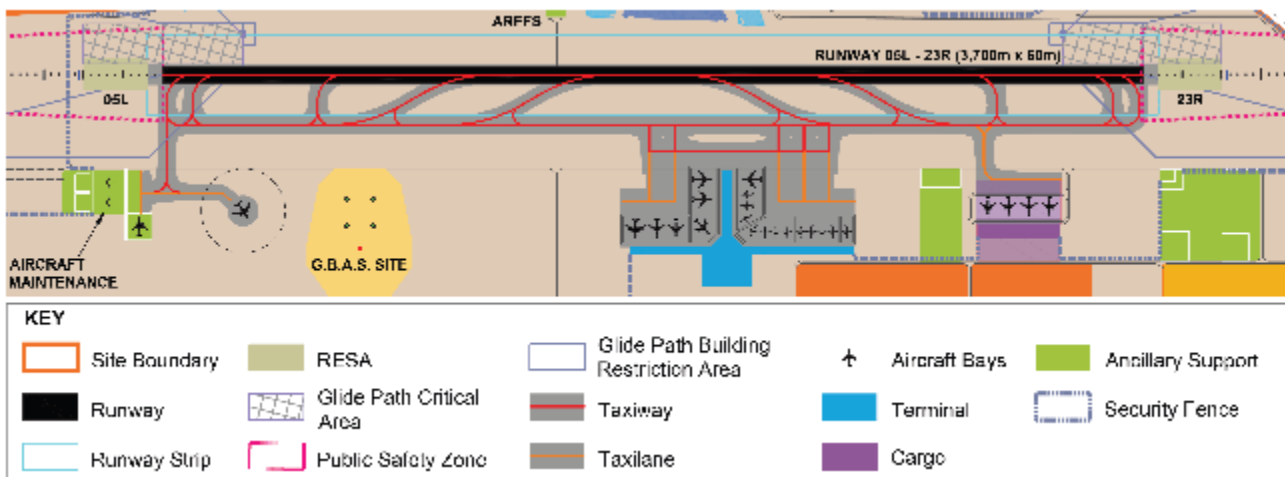 ARFFS
RUNWAY 05L - 23R (3,700m x 60m)
05L
23R
AIRCRAFT
MAINTENANCE
G.B.A.S. SITE
KEY
Site Boundary
RESA
Glide Path Building
Restriction Area
Aircraft Bays
Ancillary Support
Runway
Glide Path Critical
Area
Taxiway
Terminal
Security Fence
Runway Strip
Public Safety Zone
Taxilane
Cargo